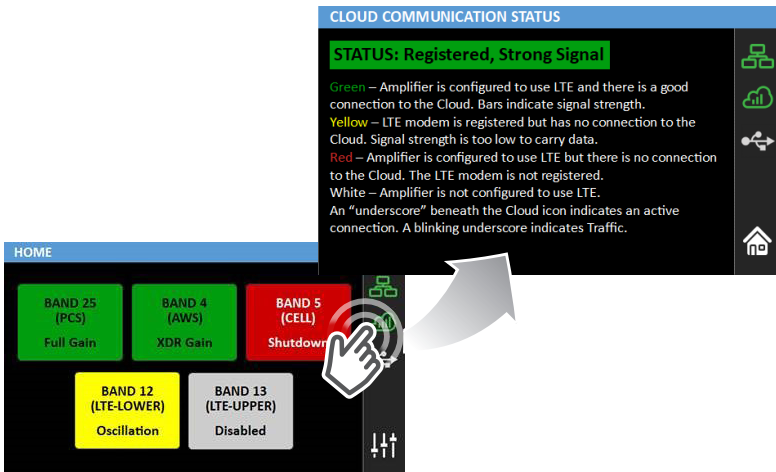 CLOUD COMMUNICATION STATUS
STATUS: Registered, Strong Signal
Green – Amplifier is configured to use LTE and there is a good
connection to the Cloud. Bars indicate signal strength.
Yellow – LTE modem is registered but has no connection to the
Cloud. Signal strength is too low to carry data.
Red – Amplifier is configured to use LTE but there is no connection
to the Cloud. The LTE modem is not registered.
White – Amplifier is not configured to use LTE.
An “underscore” beneath the Cloud icon indicates an active
connection. A blinking underscore indicates Traffic.
HOME
BAND 25
(PCS)
Full Gain
BAND 4
(AWS)
XDR Gain
BAND 5
(CELL)
Shutdown
BAND 12
(LTE-LOWER)
Oscillation
BAND 13
(LTE-UPPER)
Disabled